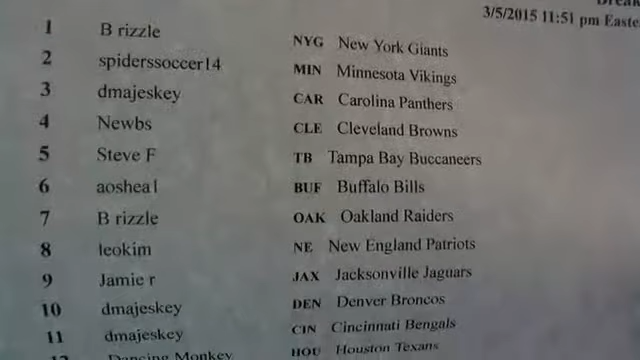 Break
3/5/2015 11:51 pm Easte
1 B rizzle NYG New York Giants
2 spiderssoccer14 MIN Minnesota Vikings
3 dmajeskey CAR Carolina Panthers
4 Newbs CLE Cleveland Browns
5 Steve F TB Tampa Bay Buccaneers
6 aoshea1 BUF Buffalo Bills
7 B rizzle OAK Oakland Raiders
8 leokim NE New England Patriots
9 Jamie r JAX Jacksonville Jaguars
10 dmajeskey DEN Denver Broncos
11 dmajeskey CIN Cincinnati Bengals
12 Dancing Monkey HOU Houston Texans